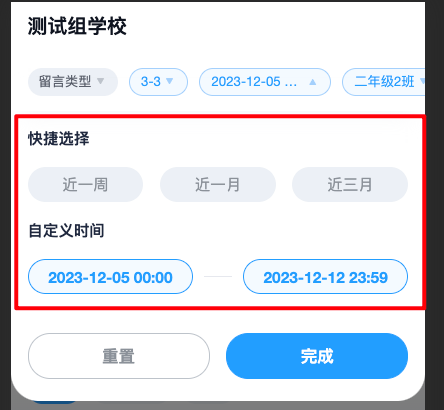 测试组学校
留言类型 3-3 2023-12-05 ... 二年级2班
快捷选择
近一周 近一月 近三月
自定义时间
2023-12-05 00:00 2023-12-12 23:59
重置 完成